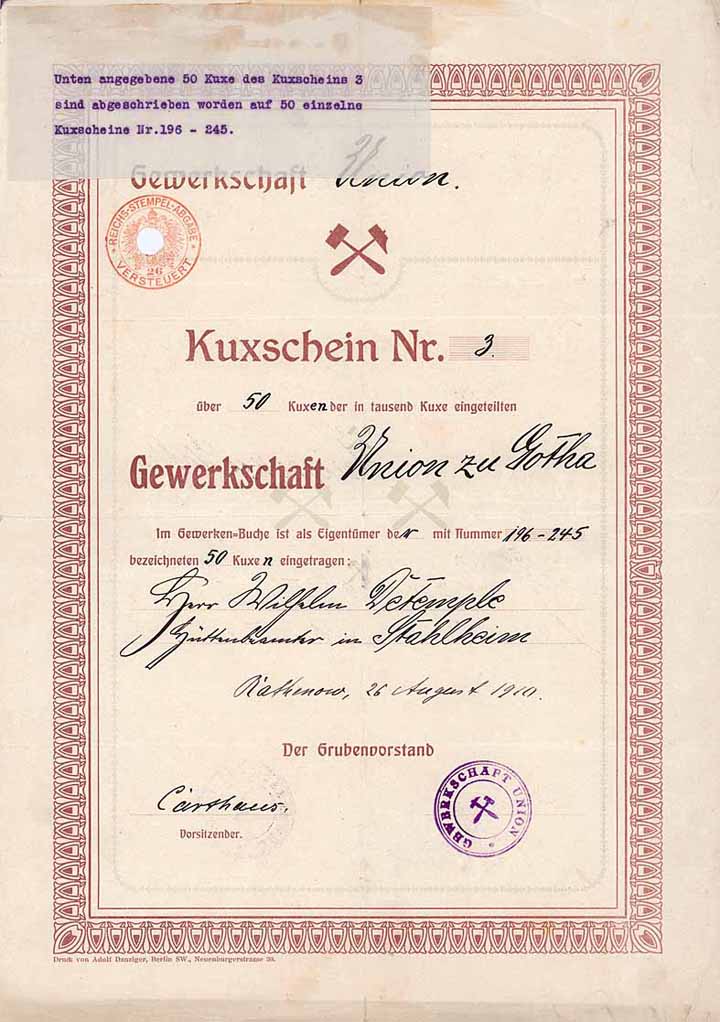 Unten angegebene 50 Kuxe des Kuxscheins 3
sind abgeschrieben worden auf 50 einzelne
Kuxscheine Nr.196 - 245.
Gewerkschaft Union.
REICHS-STEMPEL-ABGABE
26
VERSTEUERT
Kuxschein Nr. 3.
über 50 Kuxen der in tausend Kuxe eingeteilten
Gewerkschaft Union zu Gotha
Im Gewerken=Buche ist als Eigentümer der mit Nummer 196-245
bezeichneten 50 Kuxen eingetragen:
Herr Wilhelm Détemple
Hüttenbeamter in Stahlheim
Rathenow, 26 August 1910.
Der Grubenvorstand
Carthaus.
Vorsitzender.
GEWERKSCHAFT UNION
Druck von Adolf Danziger, Berlin SW., Neuenburgerstrasse 39.